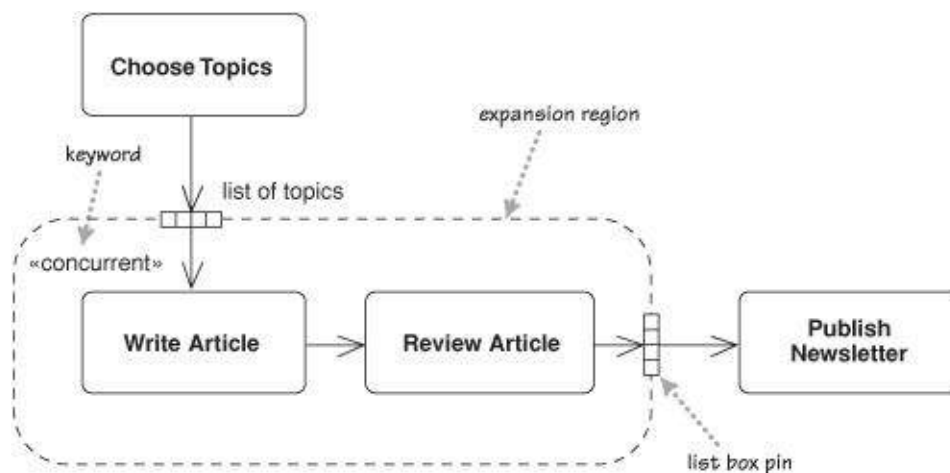 Choose Topics
expansion region
keyword
list of topics
«concurrent»
Write Article
Review Article
Publish
Newsletter
list box pin